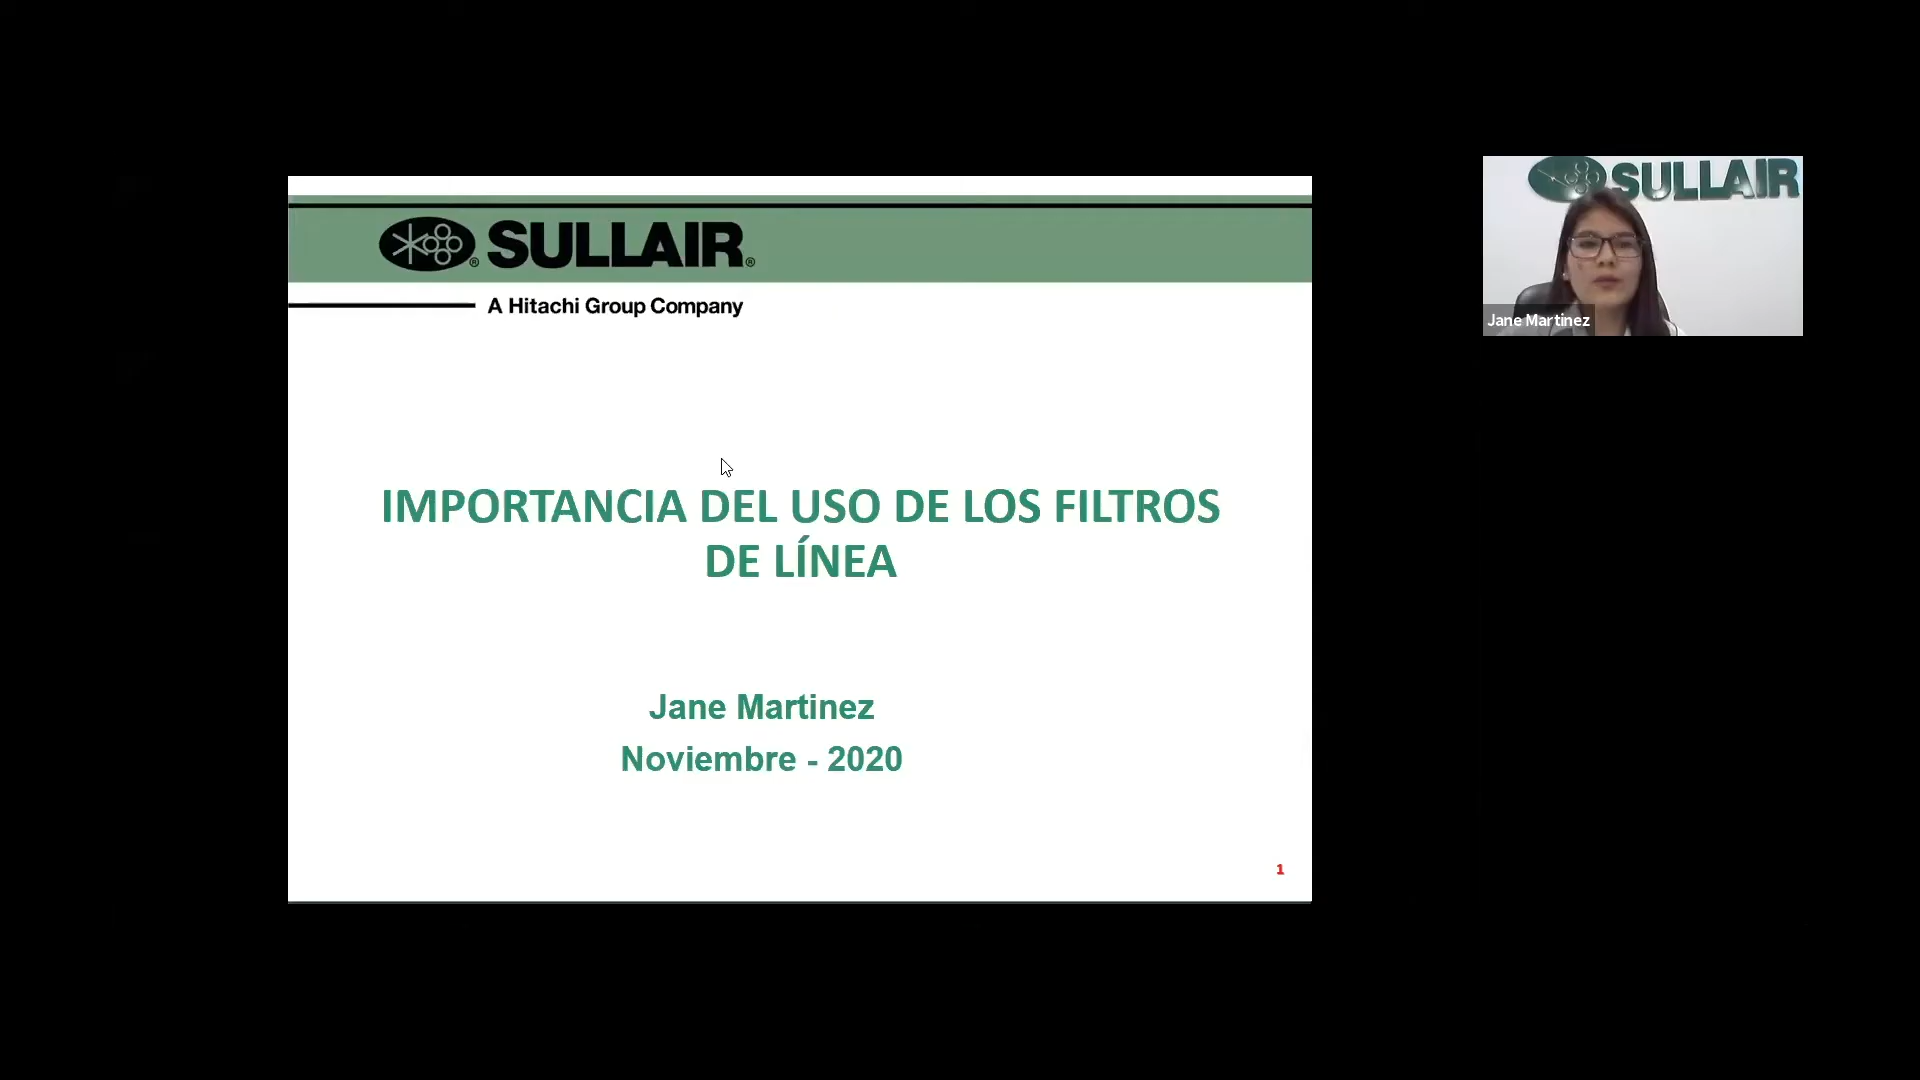 SULLAIR
A Hitachi Group Company
IMPORTANCIA DEL USO DE LOS FILTROS
DE LÍNEA
Jane Martinez
Noviembre - 2020
1
SULLAIR
Jane Martinez